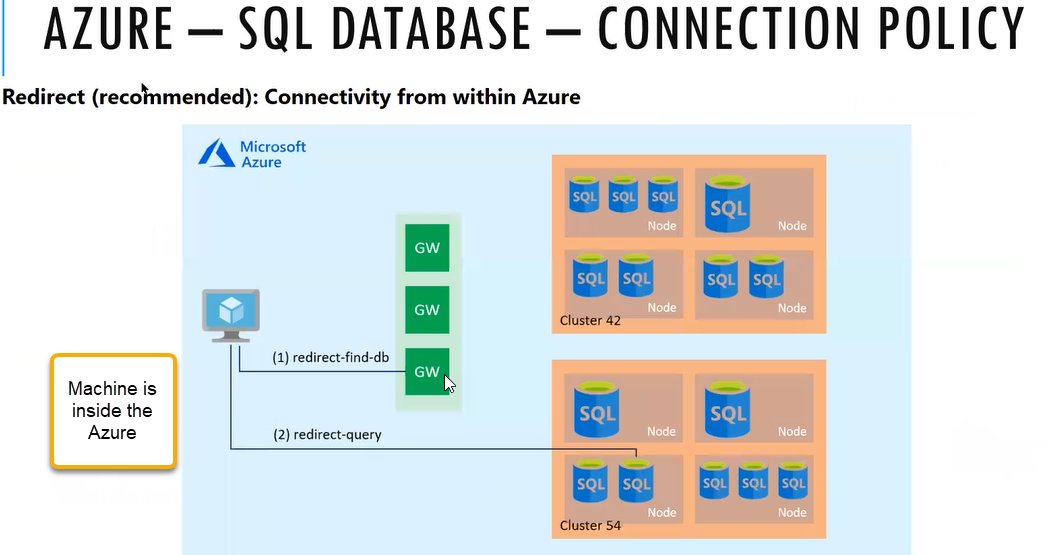 AZURE – SQL DATABASE – CONNECTION POLICY
Redirect (recommended): Connectivity from within Azure
Microsoft
Azure
SQL SQL SQL
Node
SQL
Node
SQL SQL
Node
Cluster 42
SQL SQL
Node
GW
GW
GW
(1) redirect-find-db
(2) redirect-query
Machine is
inside the
Azure
SQL
Node
SQL
Node
SQL SQL
Node
Cluster 54
SQL SQL SQL
Node